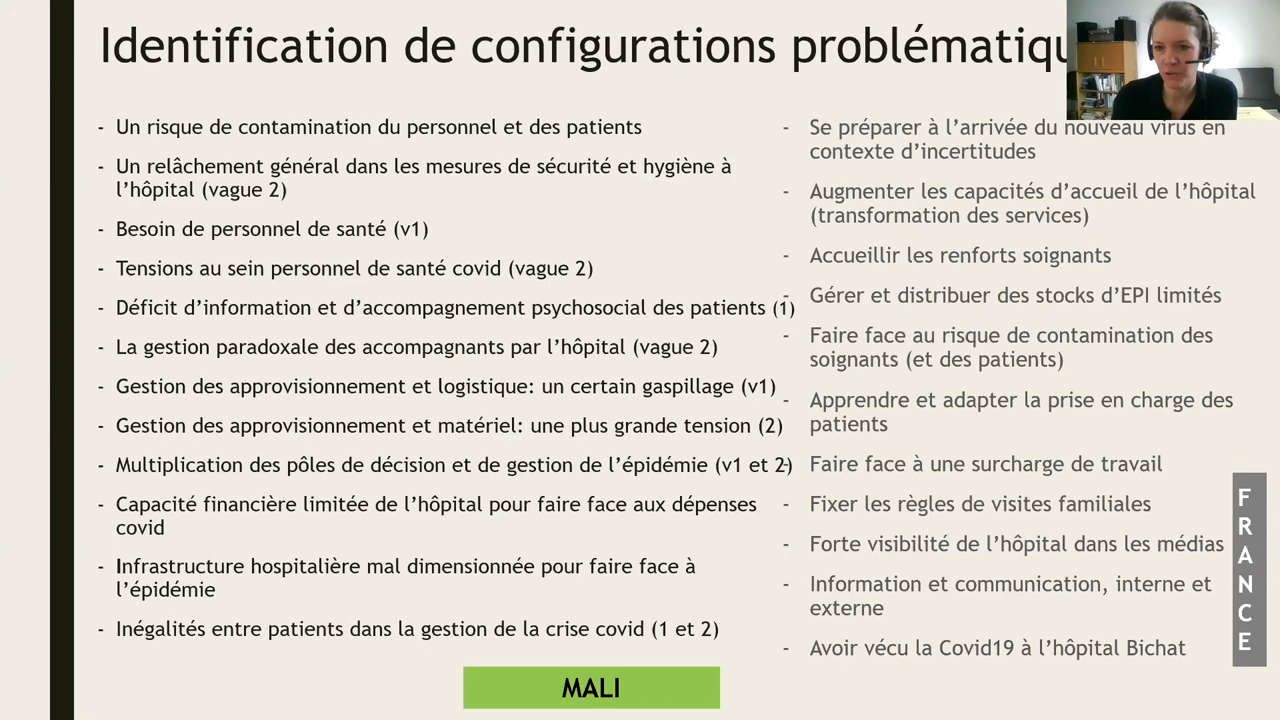 Identification de configurations
- Un risque de contamination du personnel et des patients
- Un relâchement général dans les mesures de sécurité et hygiène à
l’hôpital (vague 2)
- Besoin de personnel de santé (v1)
- Tensions au sein personnel de santé covid (vague 2)
- Déficit d’information et d’accompagnement psychosocial des patients (1)
- La gestion paradoxale des accompagnants par l’hôpital (vague 2)
- Gestion des approvisionnement et logistique: un certain gaspillage (v1)
- Gestion des approvisionnement et matériel: une plus grande tension (2)
- Multiplication des pôles de décision et de gestion de l’épidémie (v1 et 2)
- Capacité financière limitée de l’hôpital pour faire face aux dépenses
covid
- Infrastructure hospitalière mal dimensionnée pour faire face à
l’épidémie
- Inégalités entre patients dans la gestion de la crise covid (1 et 2)
MALI
- Se préparer à l’arrivée du nouveau virus en
contexte d’incertitudes
- Augmenter les capacités d’accueil de l’hôpital
(transformation des services)
- Accueillir les renforts soignants
- Gérer et distribuer des stocks d’EPI limités
- Faire face au risque de contamination des
soignants (et des patients)
- Apprendre et adapter la prise en charge des
patients
- Faire face à une surcharge de travail
- Fixer les règles de visites familiales
- Forte visibilité de l’hôpital dans les médias
- Information et communication, interne et
externe
- Avoir vécu la Covid19 à l’hôpital Bichat
FRANCE